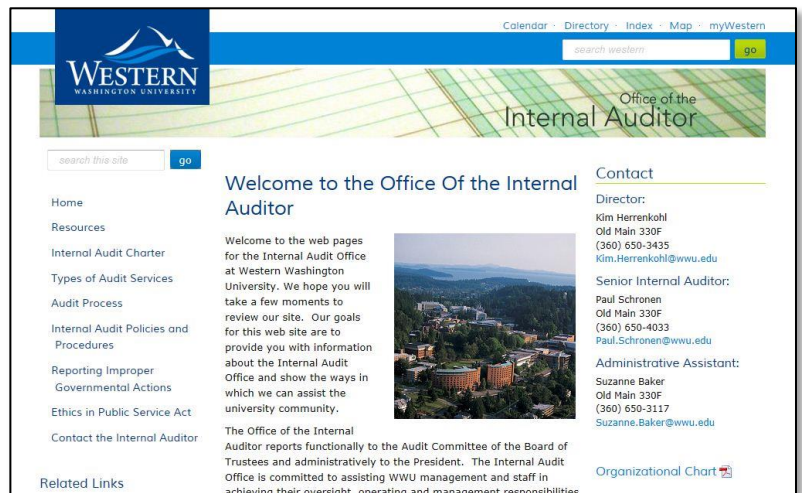 Calendar · Directory · Index · Map · myWestern
search western
go
WESTERN
WASHINGTON UNIVERSITY
Office of the
Internal Auditor
search this site
go
Home
Resources
Internal Audit Charter
Types of Audit Services
Audit Process
Internal Audit Policies and
Procedures
Reporting Improper
Governmental Actions
Ethics in Public Service Act
Contact the Internal Auditor
Related Links
Welcome to the Office Of the Internal
Auditor
Welcome to the web pages
for the Internal Audit Office
at Western Washington
University. We hope you will
take a few moments to
review our site. Our goals
for this web site are to
provide you with information
about the Internal Audit
Office and show the ways in
which we can assist the
university community.
The Office of the Internal
Auditor reports functionally to the Audit Committee of the Board of
Trustees and administratively to the President. The Internal Audit
Office is committed to assisting WWU management and staff in
achieving their oversight, operating and management responsibilities
Contact
Director:
Kim Herrenkohl
Old Main 330F
(360) 650-3435
Kim.Herrenkohl@wwu.edu
Senior Internal Auditor:
Paul Schronen
Old Main 330F
(360) 650-4033
Paul.Schronen@wwu.edu
Administrative Assistant:
Suzanne Baker
Old Main 330F
(360) 650-3117
Suzanne.Baker@wwu.edu
Organizational Chart